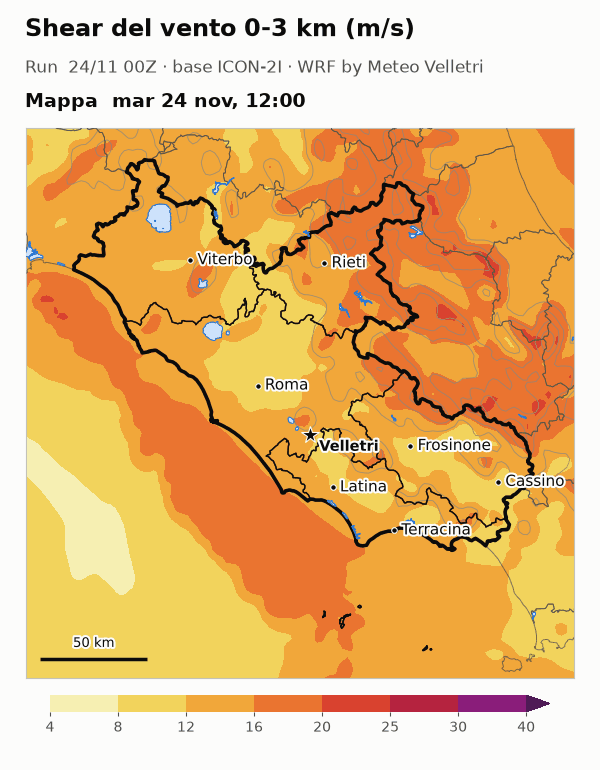 Shear del vento 0-3 km (m/s)
Run  24/11 00Z · base ICON-2I · WRF by Meteo Velletri
Mappa  mar 24 nov, 12:00
Viterbo
Rieti
Roma
Velletri
Frosinone
Latina
Cassino
Terracina
50 km
4 8 12 16 20 25 30 40